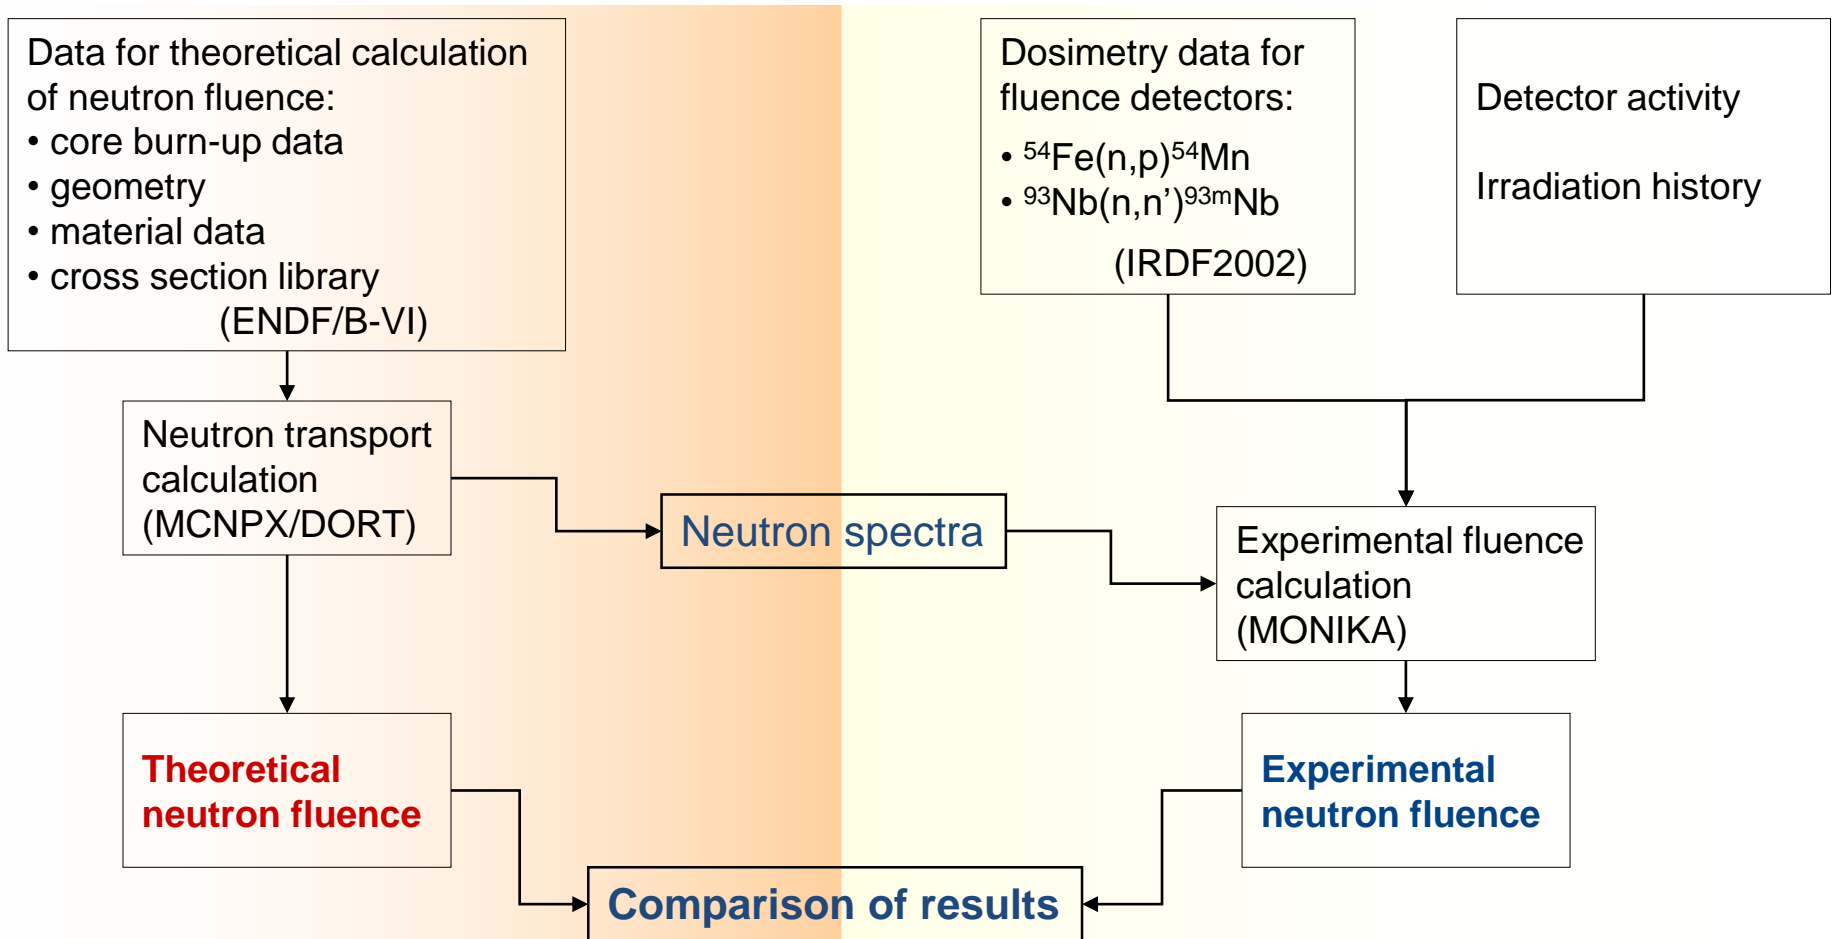 Data for theoretical calculation
of neutron fluence:
• core burn-up data
• geometry
• material data
• cross section library
(ENDF/B-VI)
Dosimetry data for
fluence detectors:
• ⁵⁴Fe(n,p)⁵⁴Mn
• ⁹³Nb(n,n’)⁹³ᵐNb
(IRDF2002)
Detector activity
Irradiation history
Neutron transport
calculation
(MCNPX/DORT)
Neutron spectra
Experimental fluence
calculation
(MONIKA)
Theoretical
neutron fluence
Experimental
neutron fluence
Comparison of results